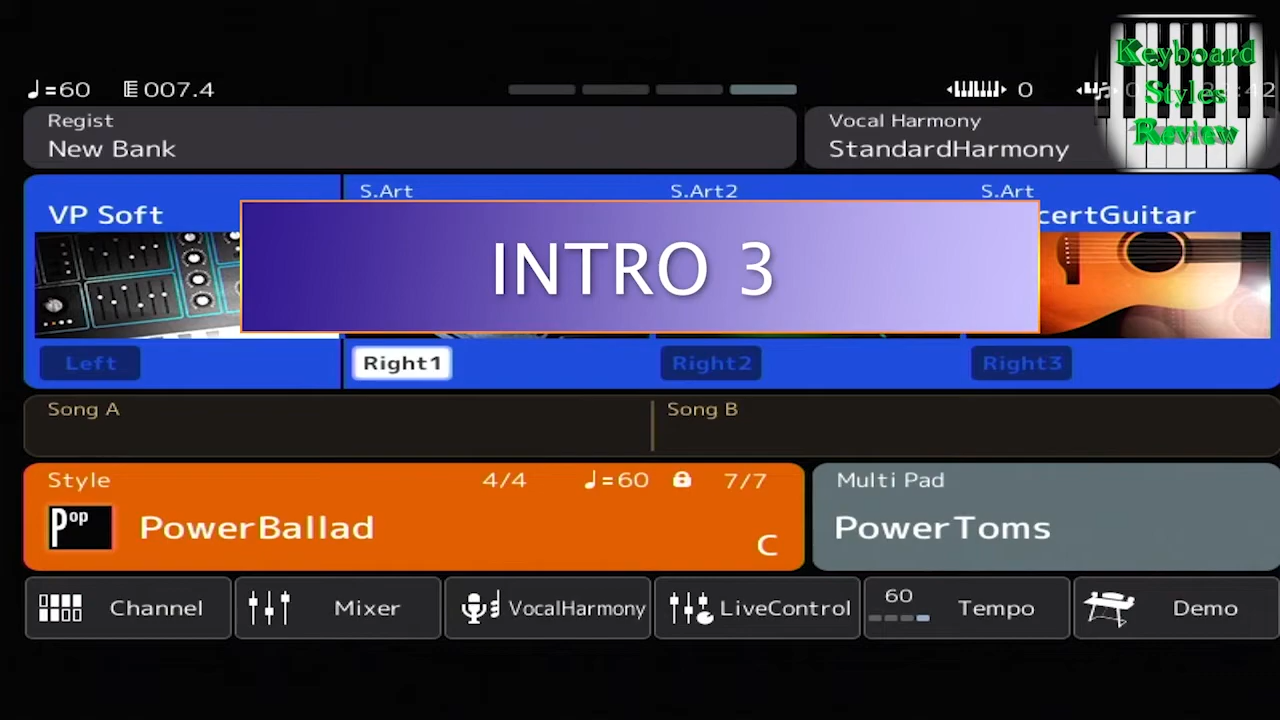 ♩=60 007.4 0
Keyboard
Styles
Review
Regist
New Bank
Vocal Harmony
StandardHarmony
VP Soft
S.Art
S.Art2
S.Art
certGuitar
INTRO 3
Left
Right1
Right2
Right3
Song A
Song B
Style 4/4 ♩=60 7/7
Pop
PowerBallad
C
Multi Pad
PowerToms
Channel
Mixer
VocalHarmony
LiveControl
60
Tempo
Demo